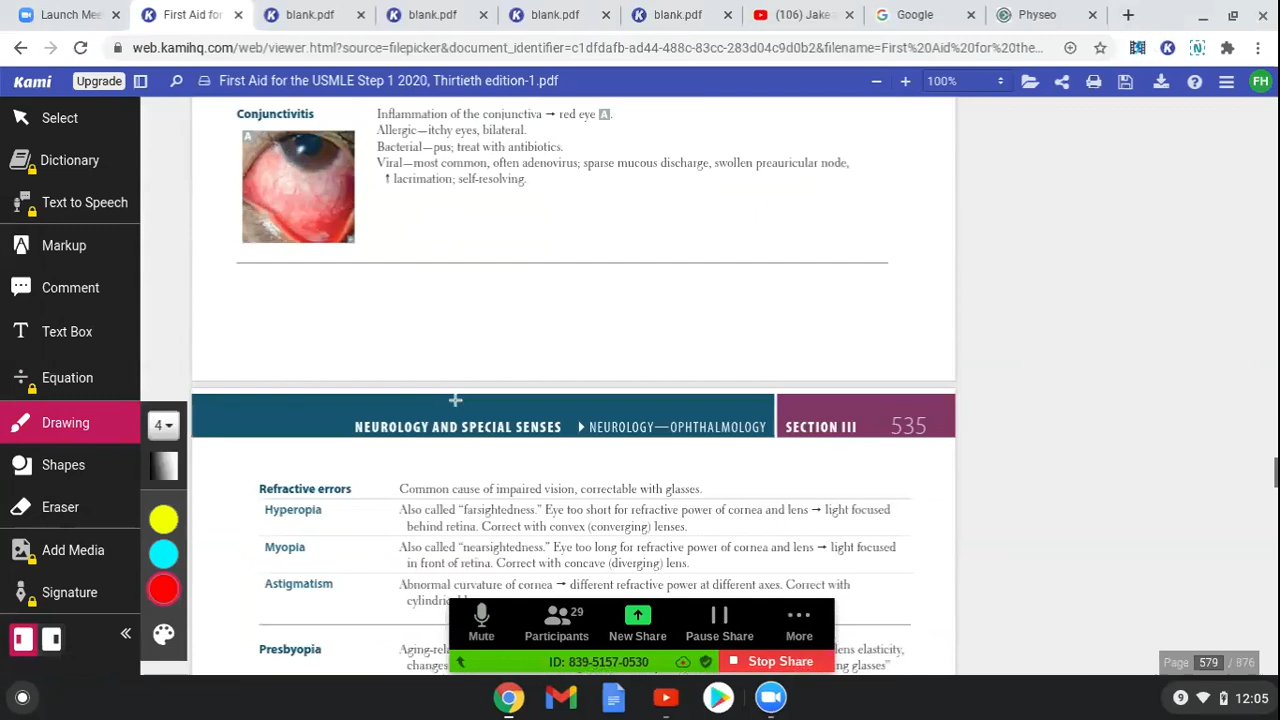 Launch Mee
First Aid for
blank.pdf
blank.pdf
blank.pdf
blank.pdf
(106) Jake
Google
Physeo
web.kamihq.com/web/viewer.html?source=filepicker&document_identifier=c1dfdafb-ad44-488c-83cc-283d04c9d0b2&filename=First%20Aid%20for%20the...
Kami
Upgrade
First Aid for the USMLE Step 1 2020, Thirtieth edition-1.pdf
100%
FH
Select
Dictionary
Text to Speech
Markup
Comment
Text Box
Equation
Drawing
4
Shapes
Eraser
Add Media
Signature
Conjunctivitis
A
Inflammation of the conjunctiva → red eye A.
Allergic—itchy eyes, bilateral.
Bacterial—pus; treat with antibiotics.
Viral—most common, often adenovirus; sparse mucous discharge, swollen preauricular node,
↑ lacrimation; self-resolving.
NEUROLOGY AND SPECIAL SENSES ▶ NEUROLOGY—OPHTHALMOLOGY SECTION III 535
Refractive errors Common cause of impaired vision, correctable with glasses.
Hyperopia Also called “farsightedness.” Eye too short for refractive power of cornea and lens → light focused
behind retina. Correct with convex (converging) lenses.
Myopia Also called “nearsightedness.” Eye too long for refractive power of cornea and lens → light focused
in front of retina. Correct with concave (diverging) lens.
Astigmatism Abnormal curvature of cornea → different refractive power at different axes. Correct with
Presbyopia
lens elasticity,
changes
glasses”
Mute
Participants
29
New Share
Pause Share
More
ID: 839-5157-0530
Stop Share
Page 579 / 876
9
12:05